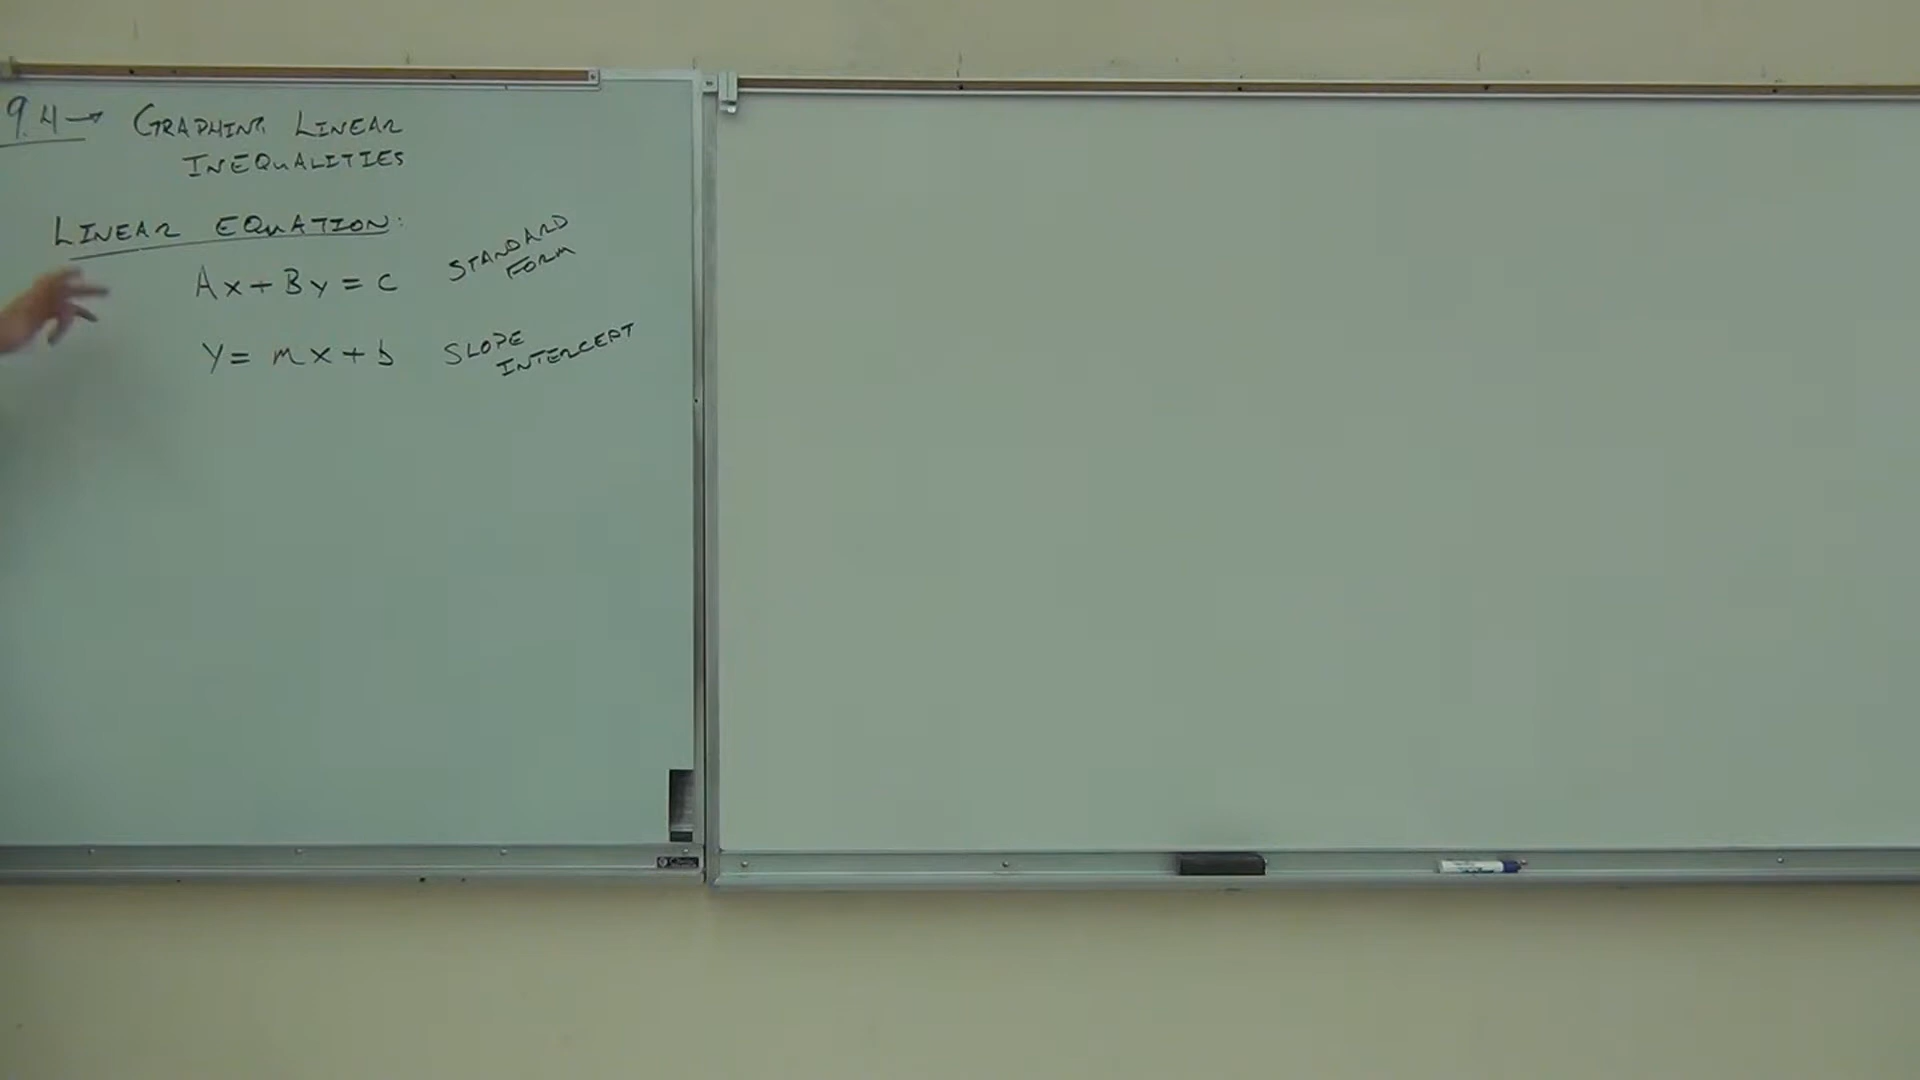 9.4 → GRAPHING LINEAR
INEQUALITIES
LINEAR EQUATION:
Ax + By = c STANDARD FORM
y = mx + b SLOPE INTERCEPT